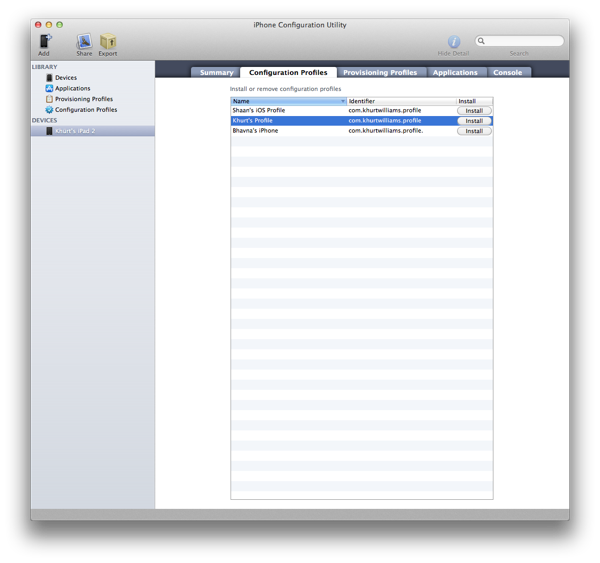 iPhone Configuration Utility
Add Share Export Hide Detail Search
LIBRARY
Devices
Applications
Provisioning Profiles
Configuration Profiles
DEVICES
Khurt's iPad 2
Summary Configuration Profiles Provisioning Profiles Applications Console
Install or remove configuration profiles
Name Identifier Install
Shaan's iOS Profile com.khurtwilliams.profile Install
Khurt's Profile com.khurtwilliams.profile Install
Bhavna's iPhone com.khurtwilliams.profile. Install